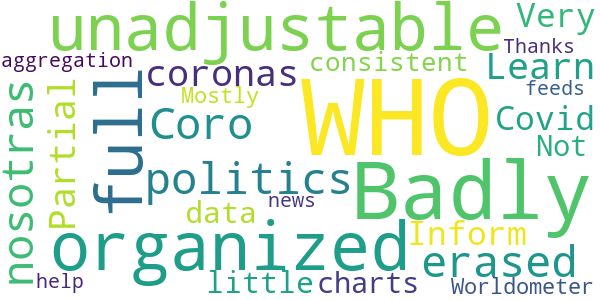 unadjustable
Very
Thanks
aggregation
coronas
consistent
Learn
feeds
nosotras
Partial
full
Mostly
Coro
WHO
Covid
Not
politics
Badly
data
news
organized
Inform
erased
help
little
charts
Worldometer